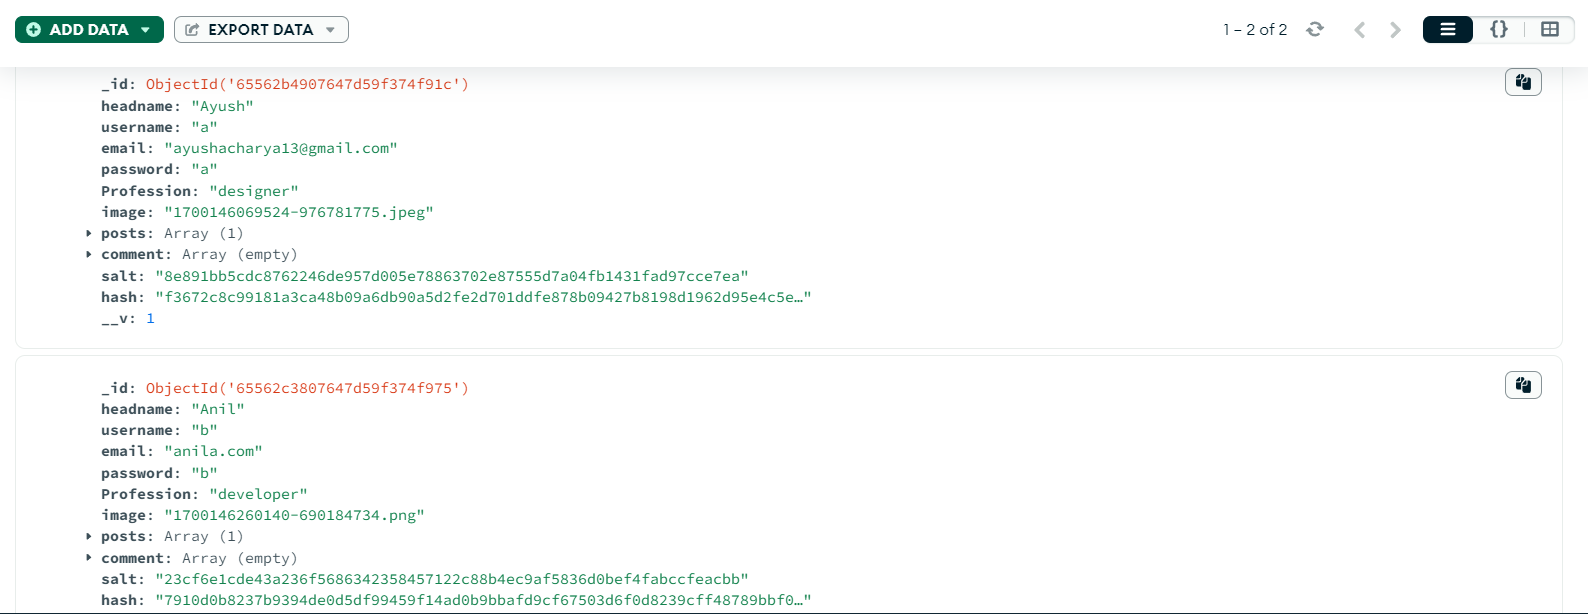 ADD DATA EXPORT DATA 1 – 2 of 2 {}
_id: ObjectId('65562b4907647d59f374f91c')
headname: "Ayush"
username: "a"
email: "ayushacharya13@gmail.com"
password: "a"
Profession: "designer"
image: "1700146069524-976781775.jpeg"
posts: Array (1)
comment: Array (empty)
salt: "8e891bb5cdc8762246de957d005e78863702e87555d7a04fb1431fad97cce7ea"
hash: "f3672c8c99181a3ca48b09a6db90a5d2fe2d701ddfe878b09427b8198d1962d95e4c5e…"
__v: 1
_id: ObjectId('65562c3807647d59f374f975')
headname: "Anil"
username: "b"
email: "anila.com"
password: "b"
Profession: "developer"
image: "1700146260140-690184734.png"
posts: Array (1)
comment: Array (empty)
salt: "23cf6e1cde43a236f5686342358457122c88b4ec9af5836d0bef4fabccfeacbb"
hash: "7910d0b8237b9394de0d5df99459f14ad0b9bbafd9cf67503d6f0d8239cff48789bbf0…"